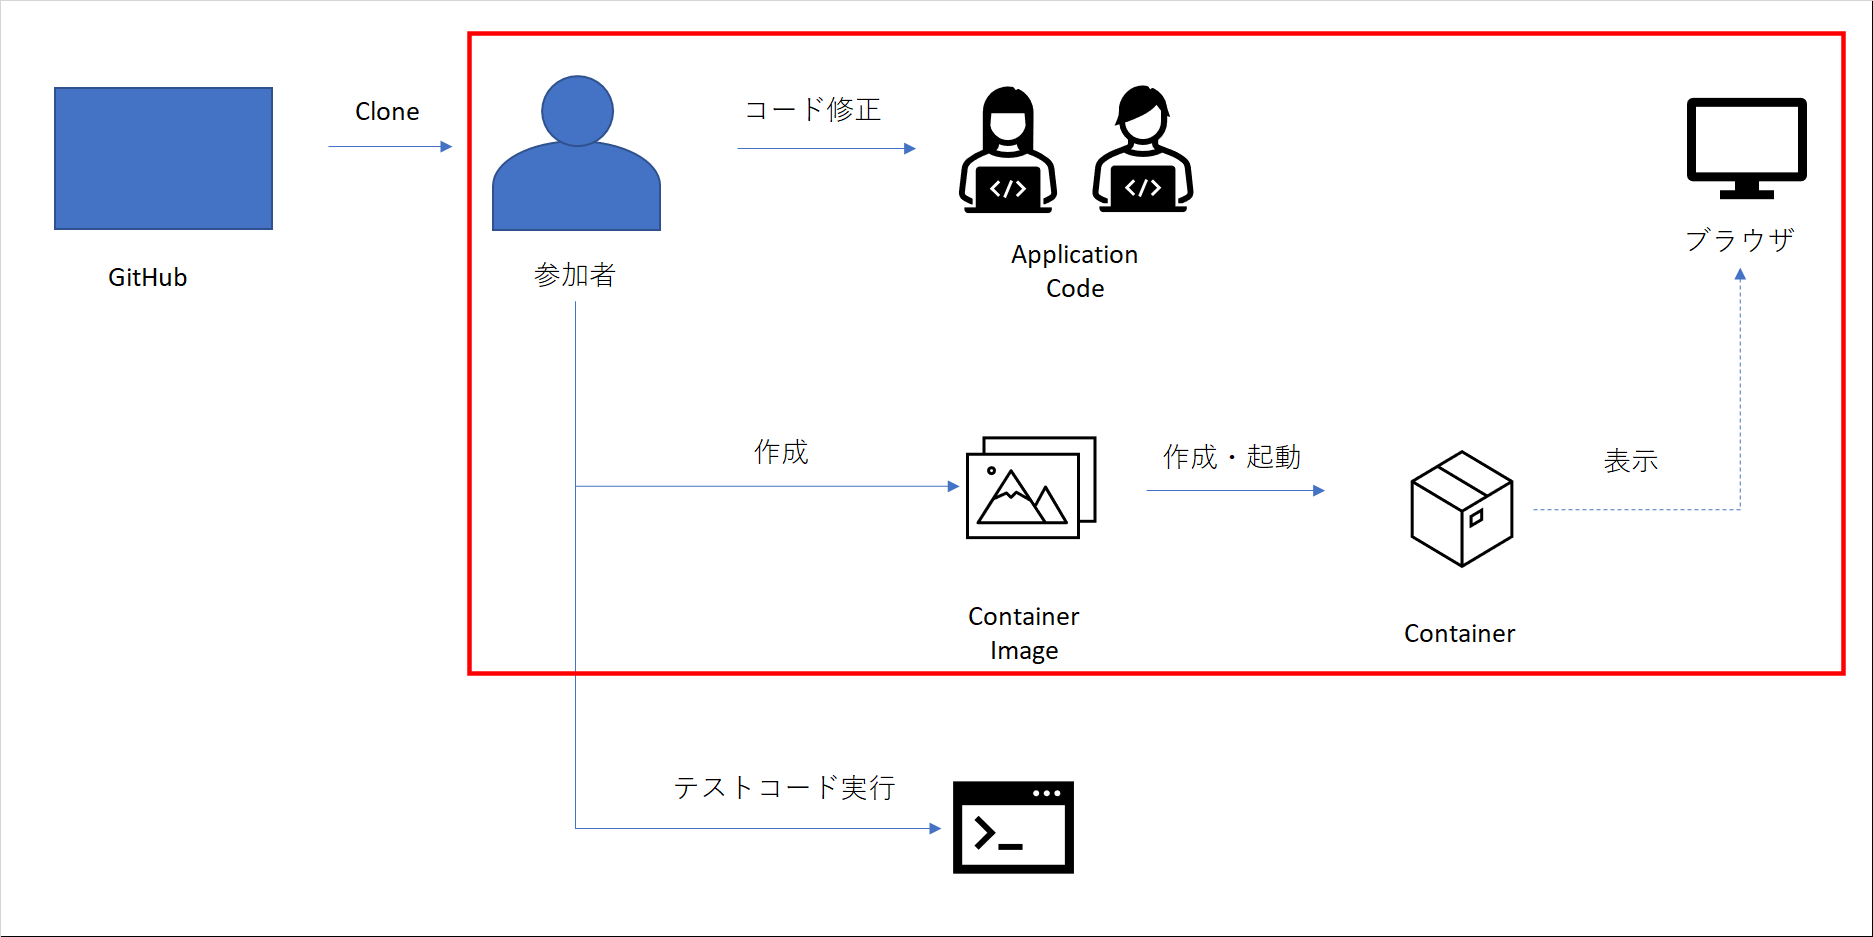 Clone
GitHub
参加者
コード修正
</>
</>
Application
Code
ブラウザ
作成
Container
Image
作成・起動
Container
表示
テストコード実行
>_